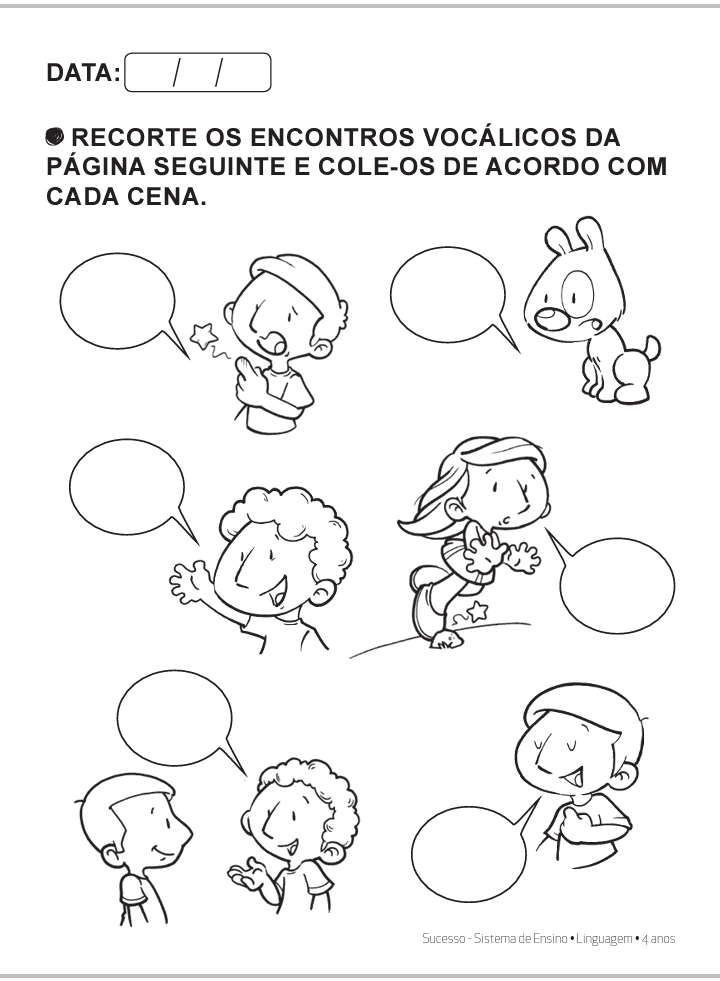 DATA: / /
RECORTE OS ENCONTROS VOCÁLICOS DA
PÁGINA SEGUINTE E COLE-OS DE ACORDO COM
CADA CENA.
Sucesso - Sistema de Ensino • Linguagem • 4 anos